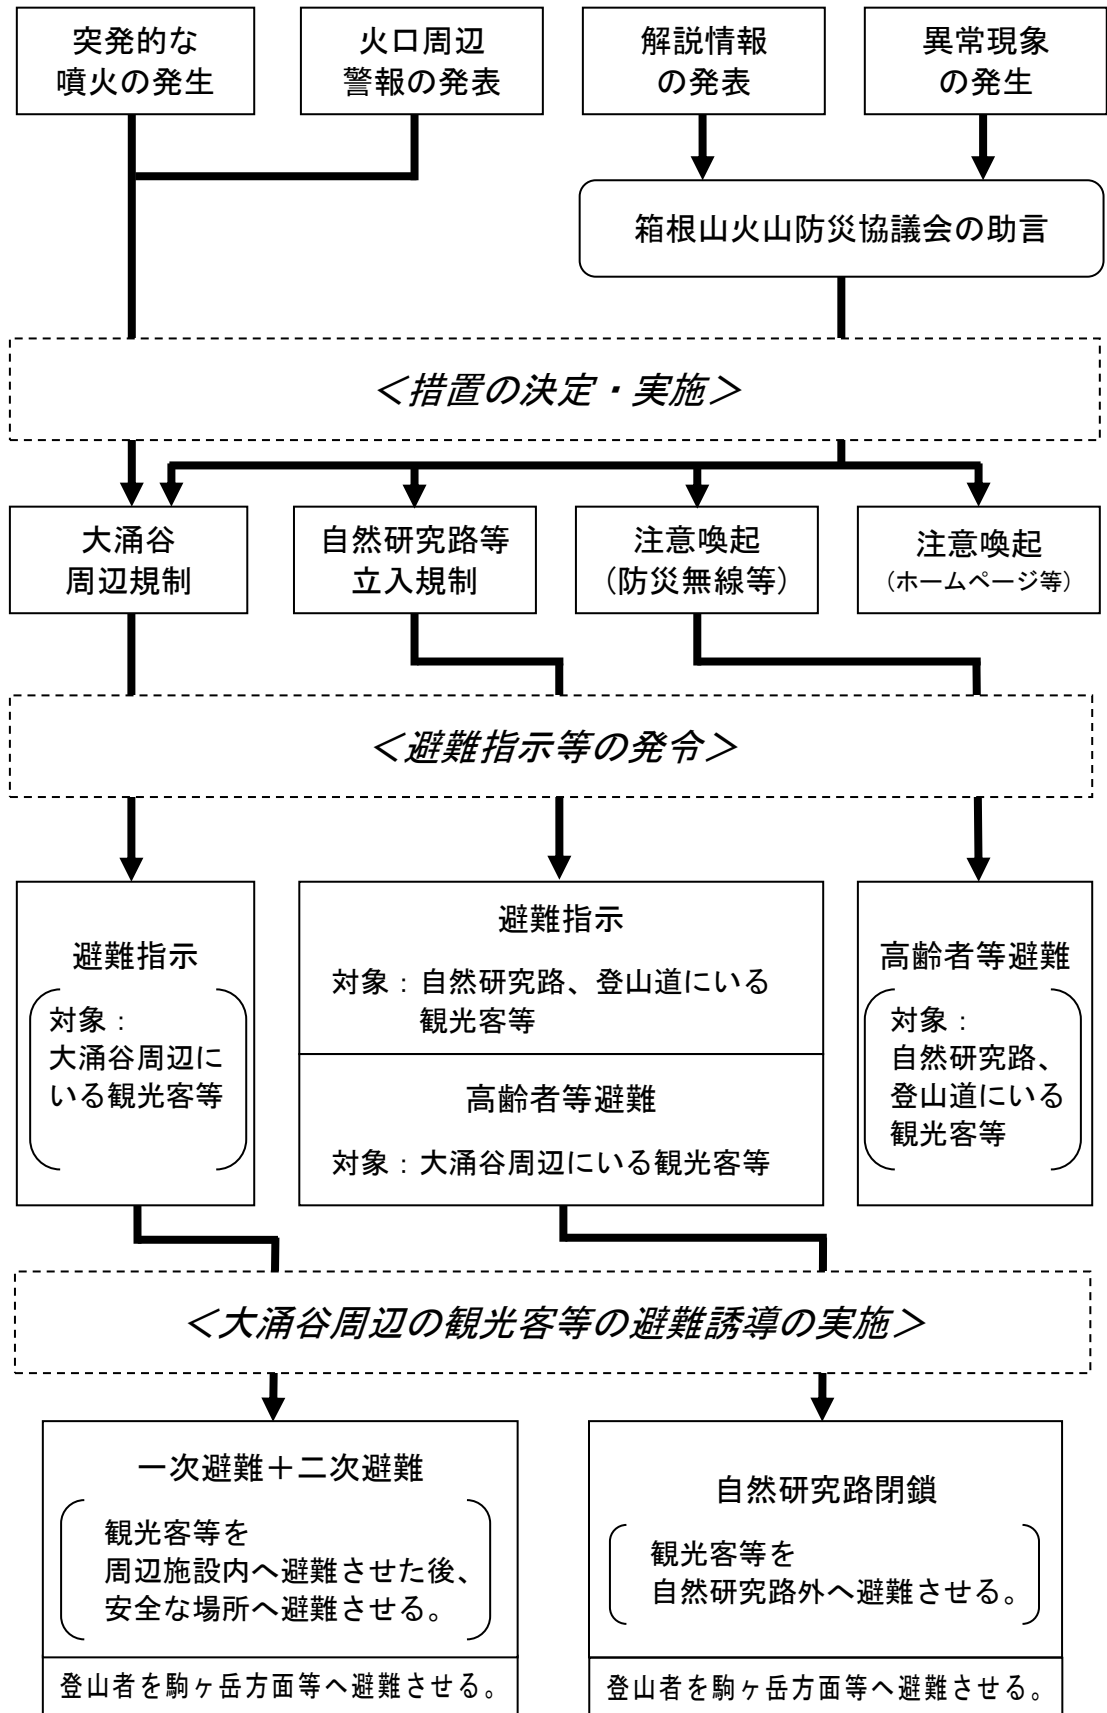 突発的な
噴火の発生
火口周辺
警報の発表
解説情報
の発表
異常現象
の発生
箱根山火山防災協議会の助言
＜措置の決定・実施＞
大涌谷
周辺規制
自然研究路等
立入規制
注意喚起
（防災無線等）
注意喚起
（ホームページ等）
＜避難指示等の発令＞
避難指示
対象：
大涌谷周辺に
いる観光客等
避難指示
対象：自然研究路、登山道にいる
観光客等
高齢者等避難
対象：大涌谷周辺にいる観光客等
高齢者等避難
対象：
自然研究路、
登山道にいる
観光客等
＜大涌谷周辺の観光客等の避難誘導の実施＞
一次避難＋二次避難
観光客等を
周辺施設内へ避難させた後、
安全な場所へ避難させる。
登山者を駒ヶ岳方面等へ避難させる。
自然研究路閉鎖
観光客等を
自然研究路外へ避難させる。
登山者を駒ヶ岳方面等へ避難させる。